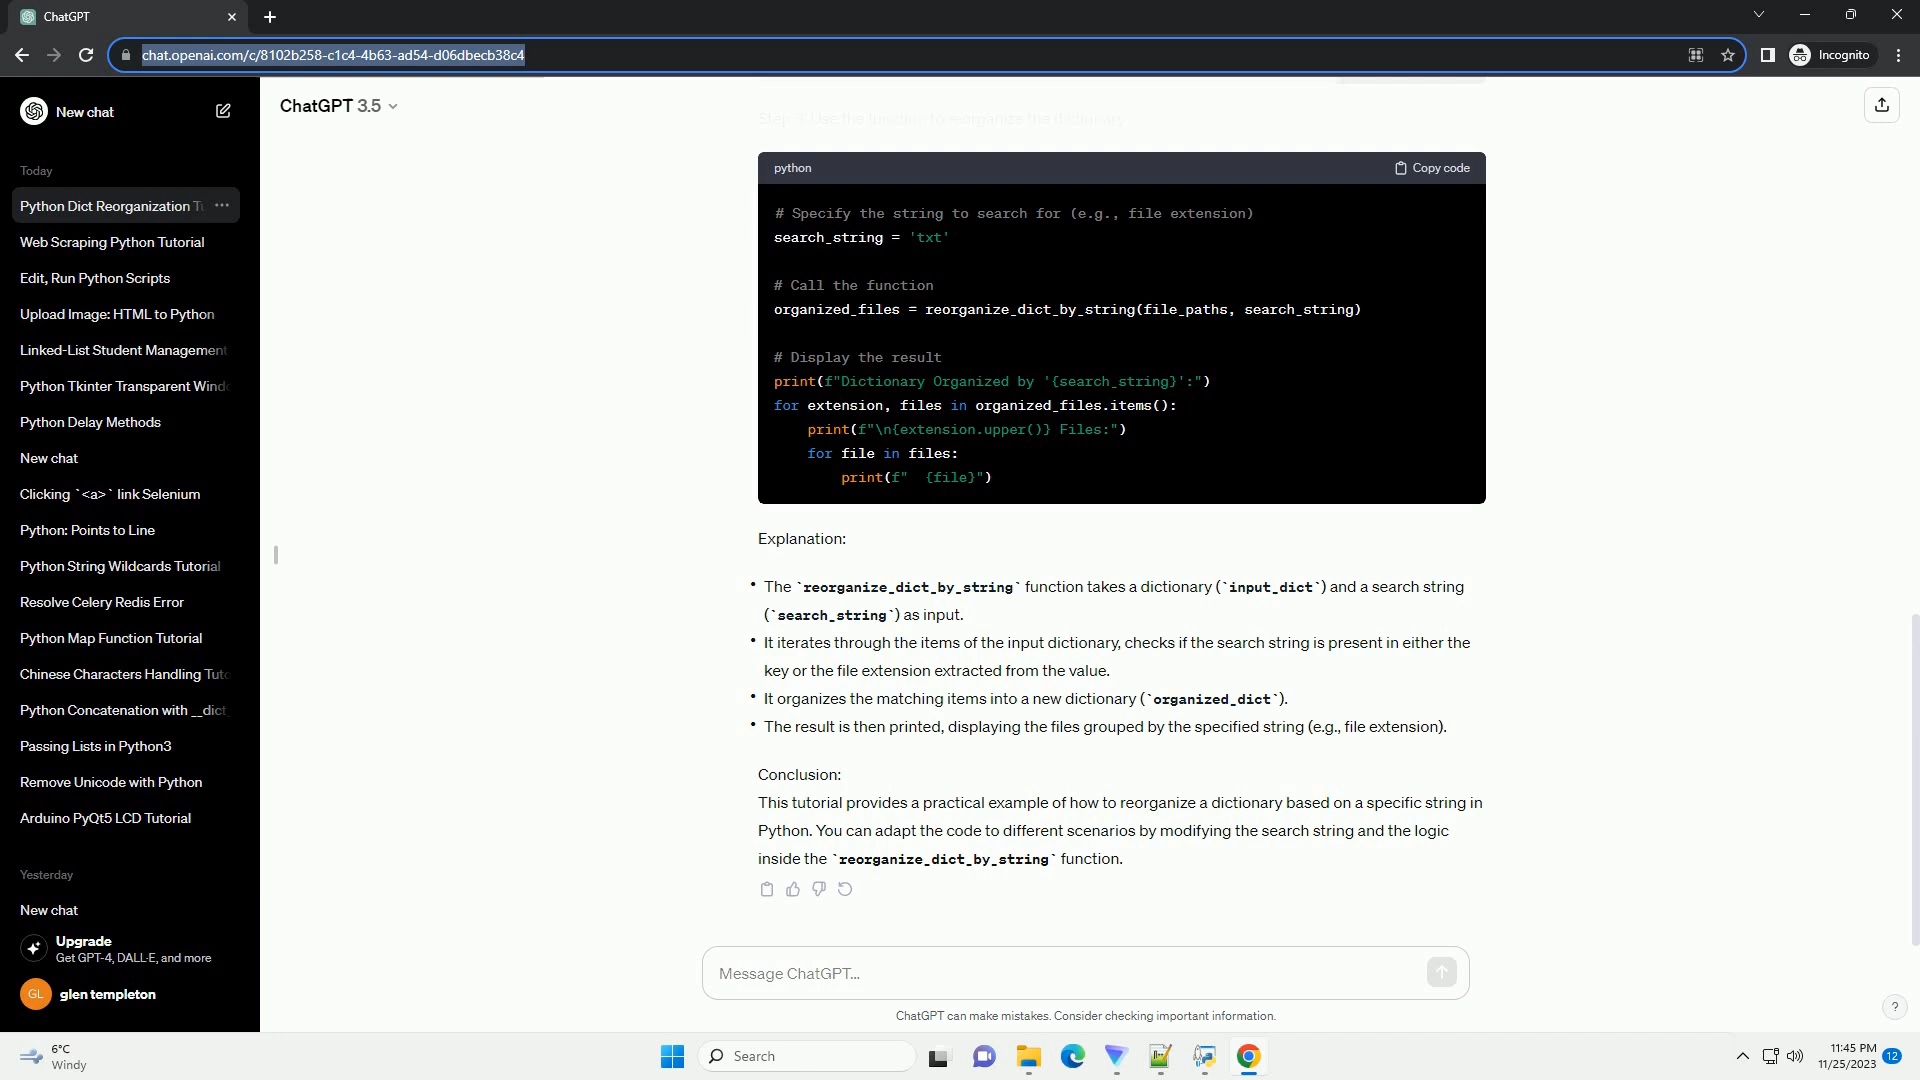 ChatGPT
chat.openai.com/c/8102b258-c1c4-4b63-ad54-d06dbecb38c4
Incognito
New chat
ChatGPT 3.5
Today
Python Dict Reorganization Tu
Web Scraping Python Tutorial
Edit, Run Python Scripts
Upload Image: HTML to Python
Linked-List Student Management
Python Tkinter Transparent Windo
Python Delay Methods
New chat
Clicking `<a>` link Selenium
Python: Points to Line
Python String Wildcards Tutorial
Resolve Celery Redis Error
Python Map Function Tutorial
Chinese Characters Handling Tuto
Python Concatenation with __dict_
Passing Lists in Python3
Remove Unicode with Python
Arduino PyQt5 LCD Tutorial
Yesterday
New chat
Upgrade
Get GPT-4, DALL·E, and more
GL
glen templeton
Use the function to reorganize the dictionary
python
Copy code
# Specify the string to search for (e.g., file extension)
search_string = 'txt'
# Call the function
organized_files = reorganize_dict_by_string(file_paths, search_string)
# Display the result
print(f"Dictionary Organized by '{search_string}':")
for extension, files in organized_files.items():
    print(f"\n{extension.upper()} Files:")
    for file in files:
        print(f"  {file}")
Explanation:
• The `reorganize_dict_by_string` function takes a dictionary (`input_dict`) and a search string
(`search_string`) as input.
• It iterates through the items of the input dictionary, checks if the search string is present in either the
key or the file extension extracted from the value.
• It organizes the matching items into a new dictionary (`organized_dict`).
• The result is then printed, displaying the files grouped by the specified string (e.g., file extension).
Conclusion:
This tutorial provides a practical example of how to reorganize a dictionary based on a specific string in
Python. You can adapt the code to different scenarios by modifying the search string and the logic
inside the `reorganize_dict_by_string` function.
Message ChatGPT...
ChatGPT can make mistakes. Consider checking important information.
?
6°C
Windy
Search
11:45 PM
11/25/2023
12